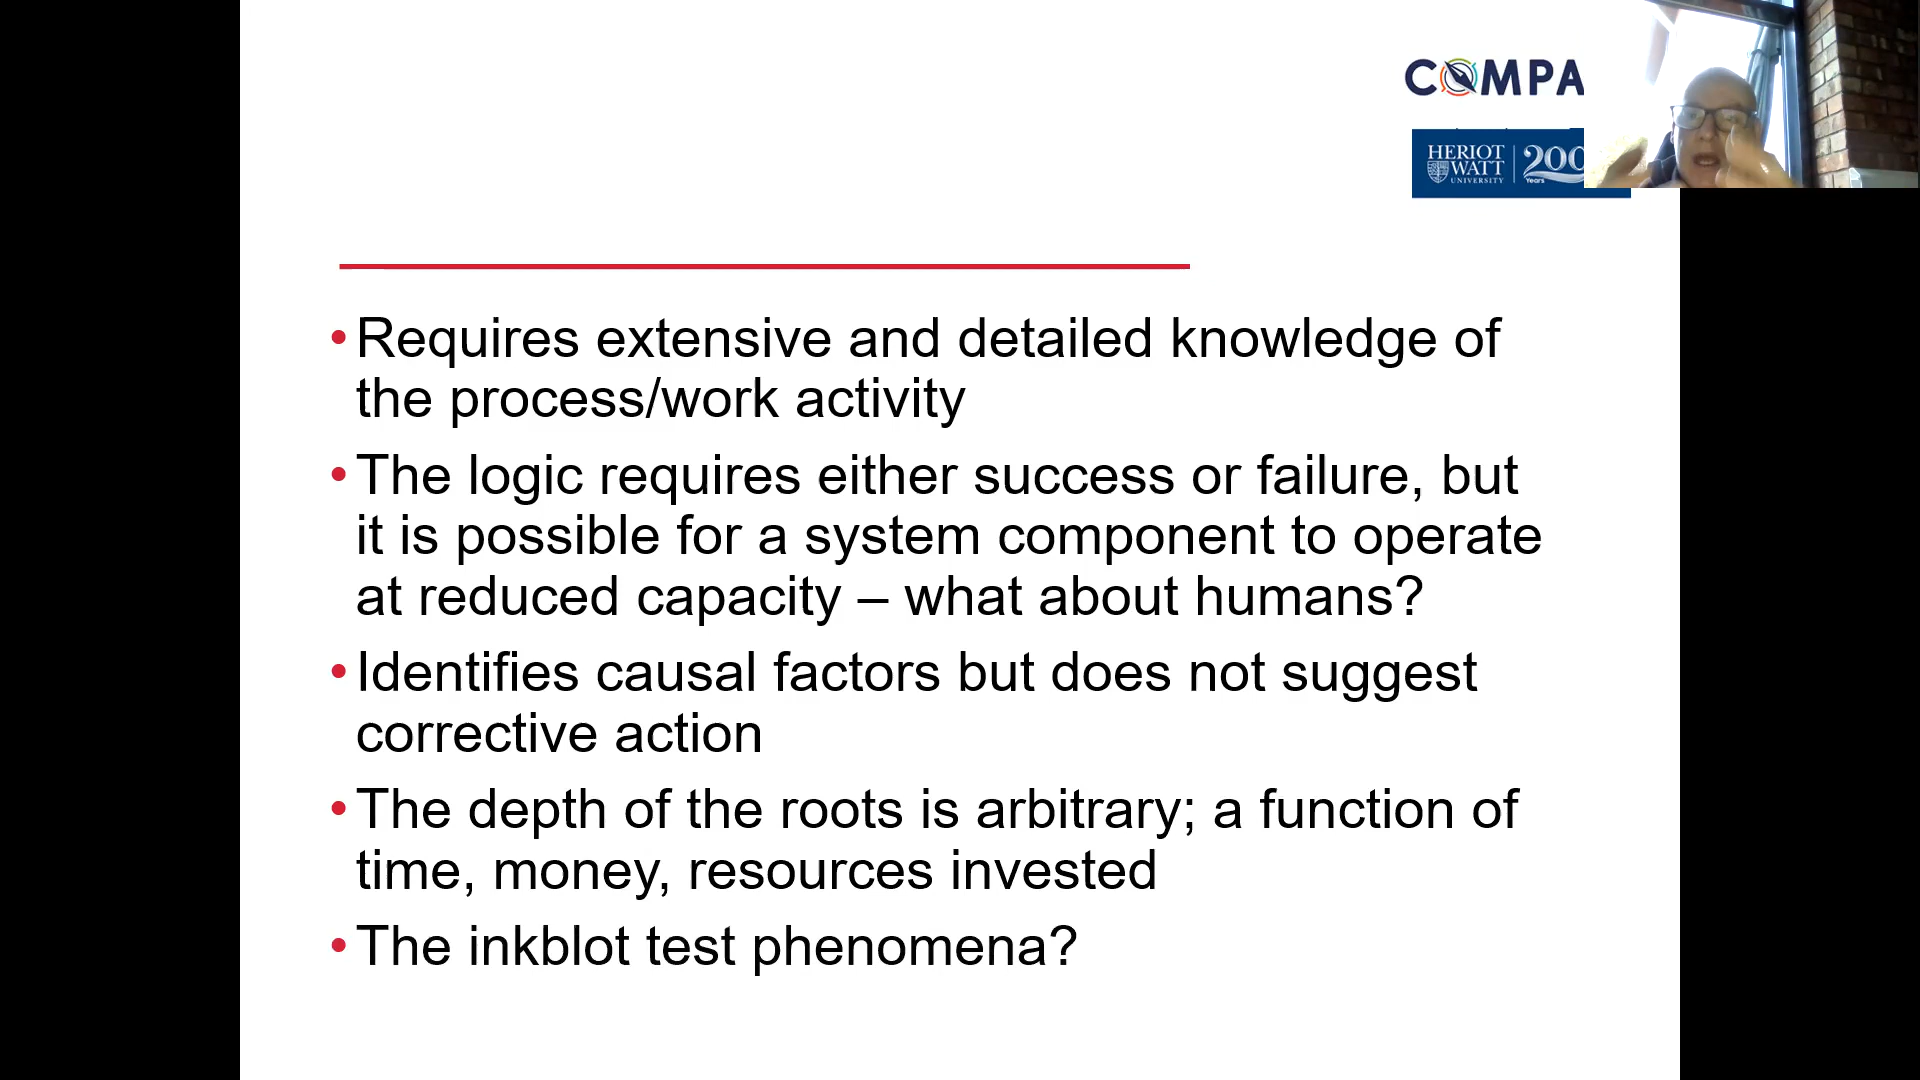 COMPA
HERIOT
WATT
UNIVERSITY
200
Years
•Requires extensive and detailed knowledge of
the process/work activity
•The logic requires either success or failure, but
it is possible for a system component to operate
at reduced capacity – what about humans?
•Identifies causal factors but does not suggest
corrective action
•The depth of the roots is arbitrary; a function of
time, money, resources invested
•The inkblot test phenomena?